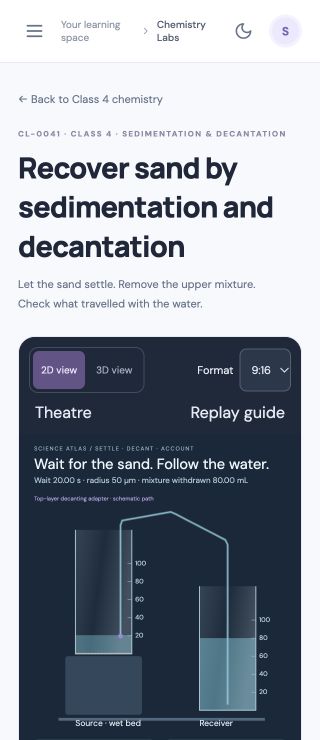 Your learning space
Chemistry Labs
S
← Back to Class 4 chemistry
CL-0041 · CLASS 4 · SEDIMENTATION & DECANTATION
Recover sand by
sedimentation and
decantation
Let the sand settle. Remove the upper mixture.
Check what travelled with the water.
2D view
3D view
Format
9:16
Theatre
Replay guide
SCIENCE ATLAS / SETTLE · DECANT · ACCOUNT
Wait for the sand. Follow the water.
Wait 20.00 s · radius 50 µm · mixture withdrawn 80.00 mL
Top-layer decanting adapter · schematic path
100
80
60
40
20
100
80
60
40
20
Source · wet bed
Receiver